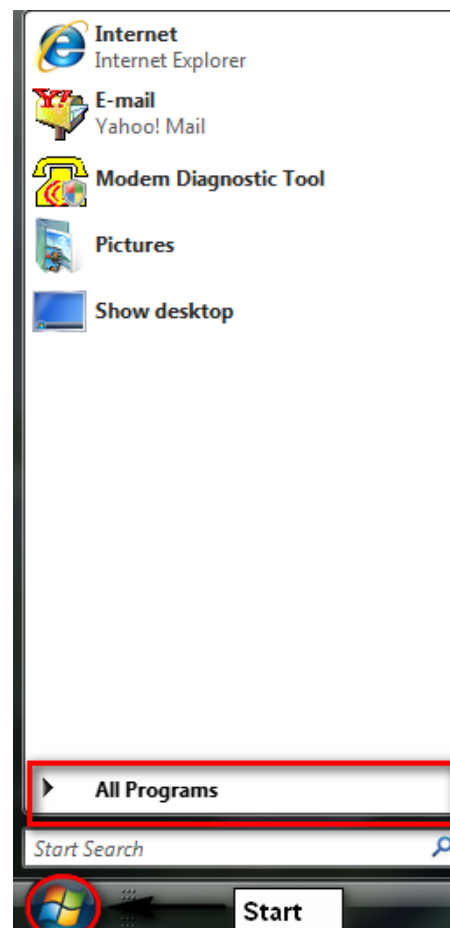 Internet
Internet Explorer
E-mail
Yahoo! Mail
Modem Diagnostic Tool
Pictures
Show desktop
All Programs
Start Search
Start